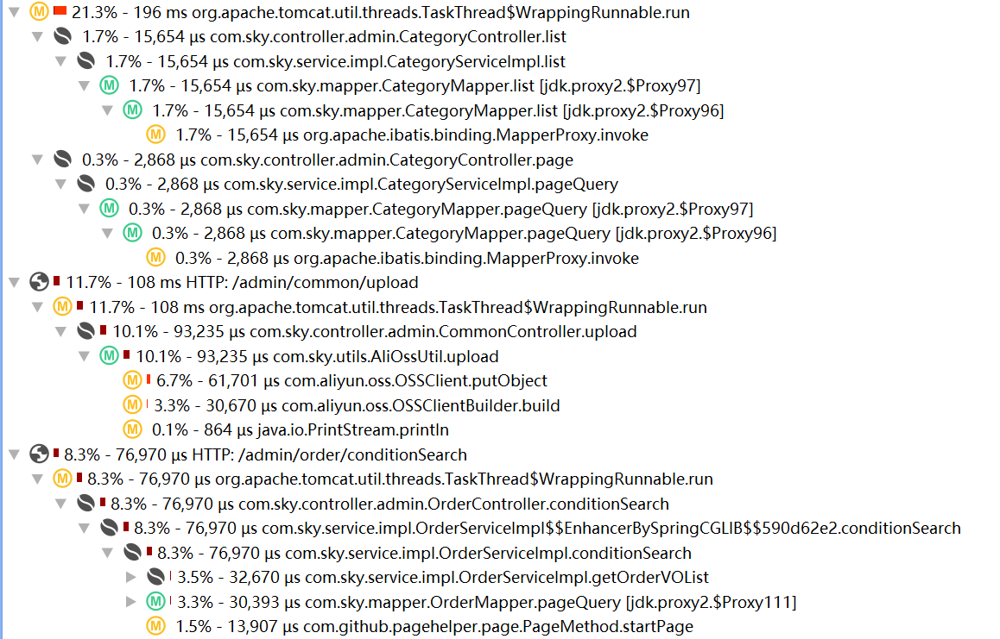 21.3% - 196 ms org.apache.tomcat.util.threads.TaskThread$WrappingRunnable.run
1.7% - 15,654 μs com.sky.controller.admin.CategoryController.list
1.7% - 15,654 μs com.sky.service.impl.CategoryServiceImpl.list
1.7% - 15,654 μs com.sky.mapper.CategoryMapper.list [jdk.proxy2.$Proxy97]
1.7% - 15,654 μs com.sky.mapper.CategoryMapper.list [jdk.proxy2.$Proxy96]
1.7% - 15,654 μs org.apache.ibatis.binding.MapperProxy.invoke
0.3% - 2,868 μs com.sky.controller.admin.CategoryController.page
0.3% - 2,868 μs com.sky.service.impl.CategoryServiceImpl.pageQuery
0.3% - 2,868 μs com.sky.mapper.CategoryMapper.pageQuery [jdk.proxy2.$Proxy97]
0.3% - 2,868 μs com.sky.mapper.CategoryMapper.pageQuery [jdk.proxy2.$Proxy96]
0.3% - 2,868 μs org.apache.ibatis.binding.MapperProxy.invoke
11.7% - 108 ms HTTP: /admin/common/upload
11.7% - 108 ms org.apache.tomcat.util.threads.TaskThread$WrappingRunnable.run
10.1% - 93,235 μs com.sky.controller.admin.CommonController.upload
10.1% - 93,235 μs com.sky.utils.AliOssUtil.upload
6.7% - 61,701 μs com.aliyun.oss.OSSClient.putObject
3.3% - 30,670 μs com.aliyun.oss.OSSClientBuilder.build
0.1% - 864 μs java.io.PrintStream.println
8.3% - 76,970 μs HTTP: /admin/order/conditionSearch
8.3% - 76,970 μs org.apache.tomcat.util.threads.TaskThread$WrappingRunnable.run
8.3% - 76,970 μs com.sky.controller.admin.OrderController.conditionSearch
8.3% - 76,970 μs com.sky.service.impl.OrderServiceImpl$$EnhancerBySpringCGLIB$$590d62e2.conditionSearch
8.3% - 76,970 μs com.sky.service.impl.OrderServiceImpl.conditionSearch
3.5% - 32,670 μs com.sky.service.impl.OrderServiceImpl.getOrderVOList
3.3% - 30,393 μs com.sky.mapper.OrderMapper.pageQuery [jdk.proxy2.$Proxy111]
1.5% - 13,907 μs com.github.pagehelper.page.PageMethod.startPage